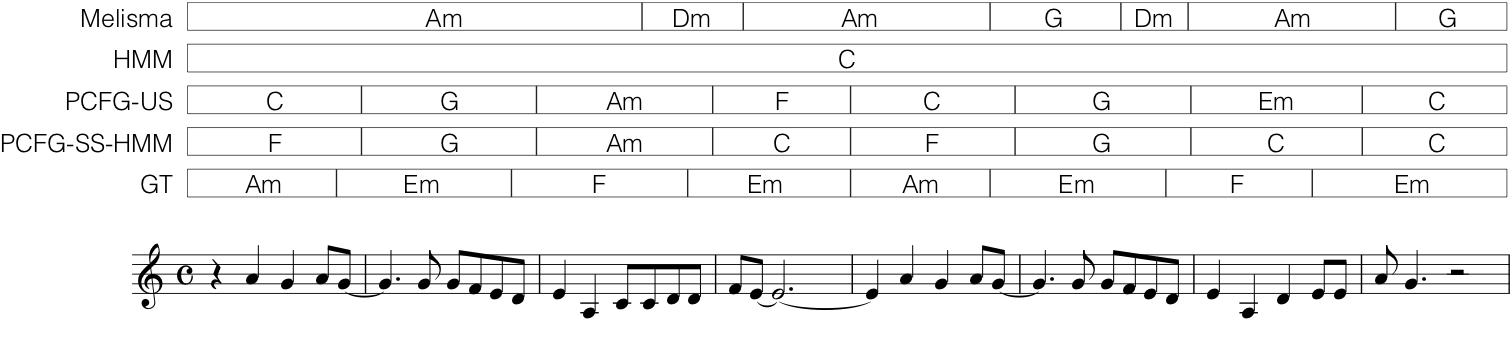 Melisma Am Dm Am G Dm Am G
HMM C
PCFG-US C G Am F C G Em C
PCFG-SS-HMM F G Am C F G C C
GT Am Em F Em Am Em F Em